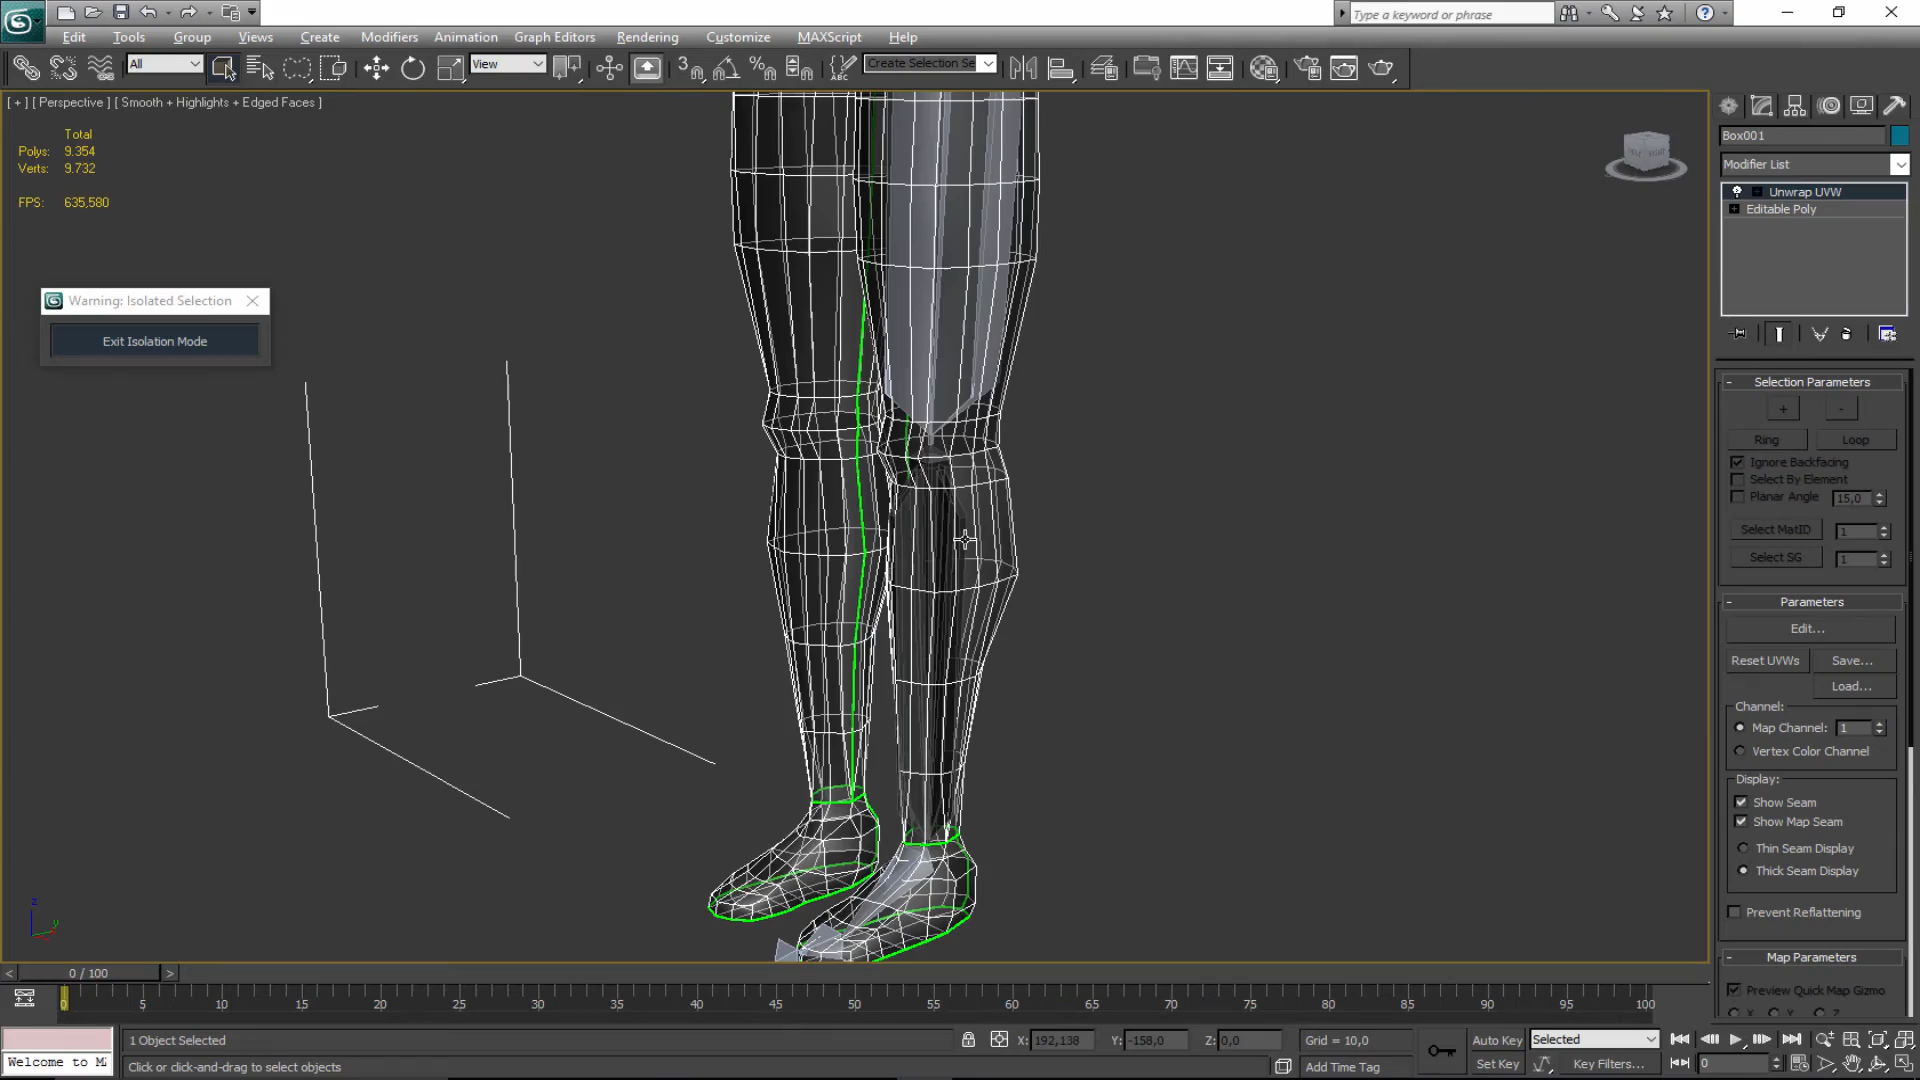 Type a keyword or phrase
Edit Tools Group Views Create Modifiers Animation Graph Editors Rendering Customize MAXScript Help
All
View
Create Selection Se
[ + ] [ Perspective ] [ Smooth + Highlights + Edged Faces ]
Total
Polys: 9.354
Verts: 9.732
FPS: 635,580
Warning: Isolated Selection
Exit Isolation Mode
Box001
Modifier List
Unwrap UVW
Editable Poly
Selection Parameters
+ -
Ring Loop
Ignore Backfacing
Select By Element
Planar Angle 15,0
Select MatID 1
Select SG 1
Parameters
Edit...
Reset UVWs Save...
Load...
Channel:
Map Channel: 1
Vertex Color Channel
Display:
Show Seam
Show Map Seam
Thin Seam Display
Thick Seam Display
Prevent Reflattening
Map Parameters
Preview Quick Map Gizmo
X Y Z
z
y
< 0 / 100 >
0 5 10 15 20 25 30 35 40 45 50 55 60 65 70 75 80 85 90 95 100
1 Object Selected
X: 192,138 Y: -158,0 Z: 0,0 Grid = 10,0
Auto Key Selected
Welcome to M
Click or click-and-drag to select objects
Add Time Tag
Set Key Key Filters... 0